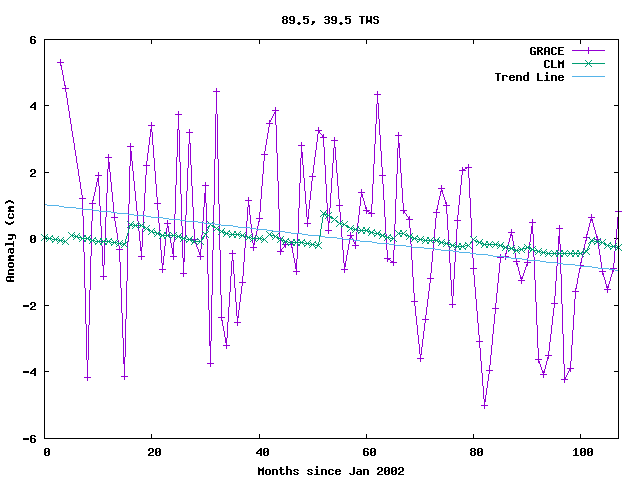 89.5, 39.5 TWS
GRACE
CLM
Trend Line
6
4
2
0
-2
-4
-6
Anomaly (cm)
0 20 40 60 80 100
Months since Jan 2002